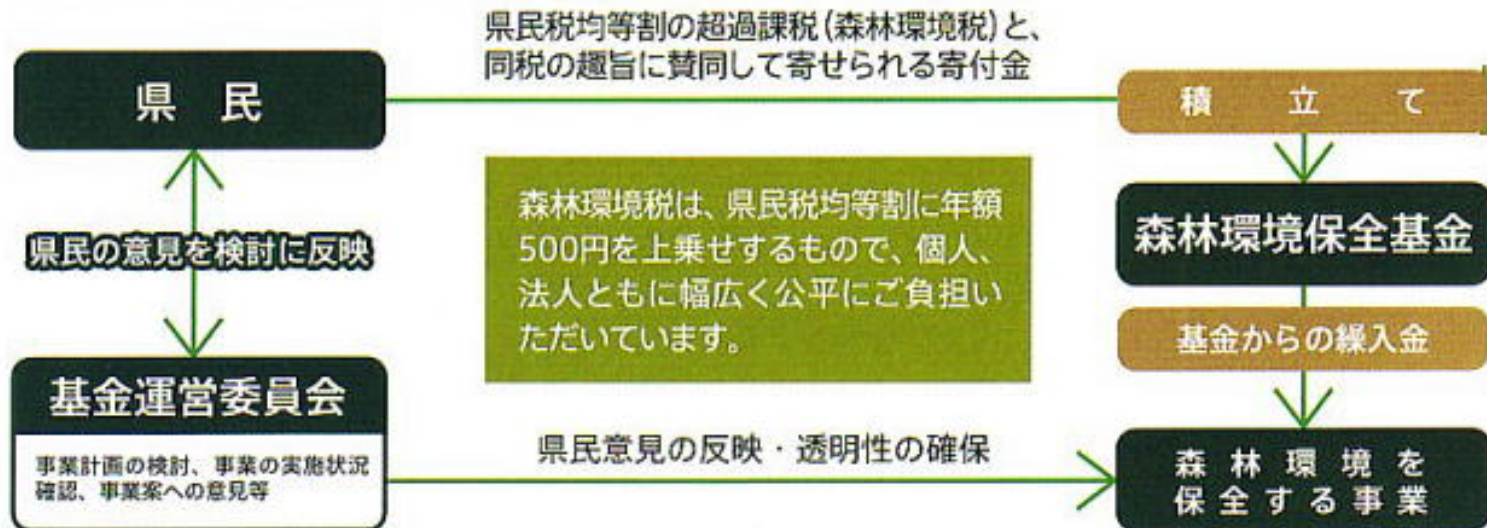 県民税均等割の超過課税(森林環境税)と、
同税の趣旨に賛同して寄せられる寄付金
県民
積立て
森林環境税は、県民税均等割に年額
500円を上乗せするもので、個人、
法人ともに幅広く公平にご負担い
ただいています。
森林環境保全基金
県民の意見を検討に反映
基金からの繰入金
基金運営委員会
事業計画の検討、事業の実施状況
確認、事業案への意見等
県民意見の反映・透明性の確保
森林環境を
保全する事業